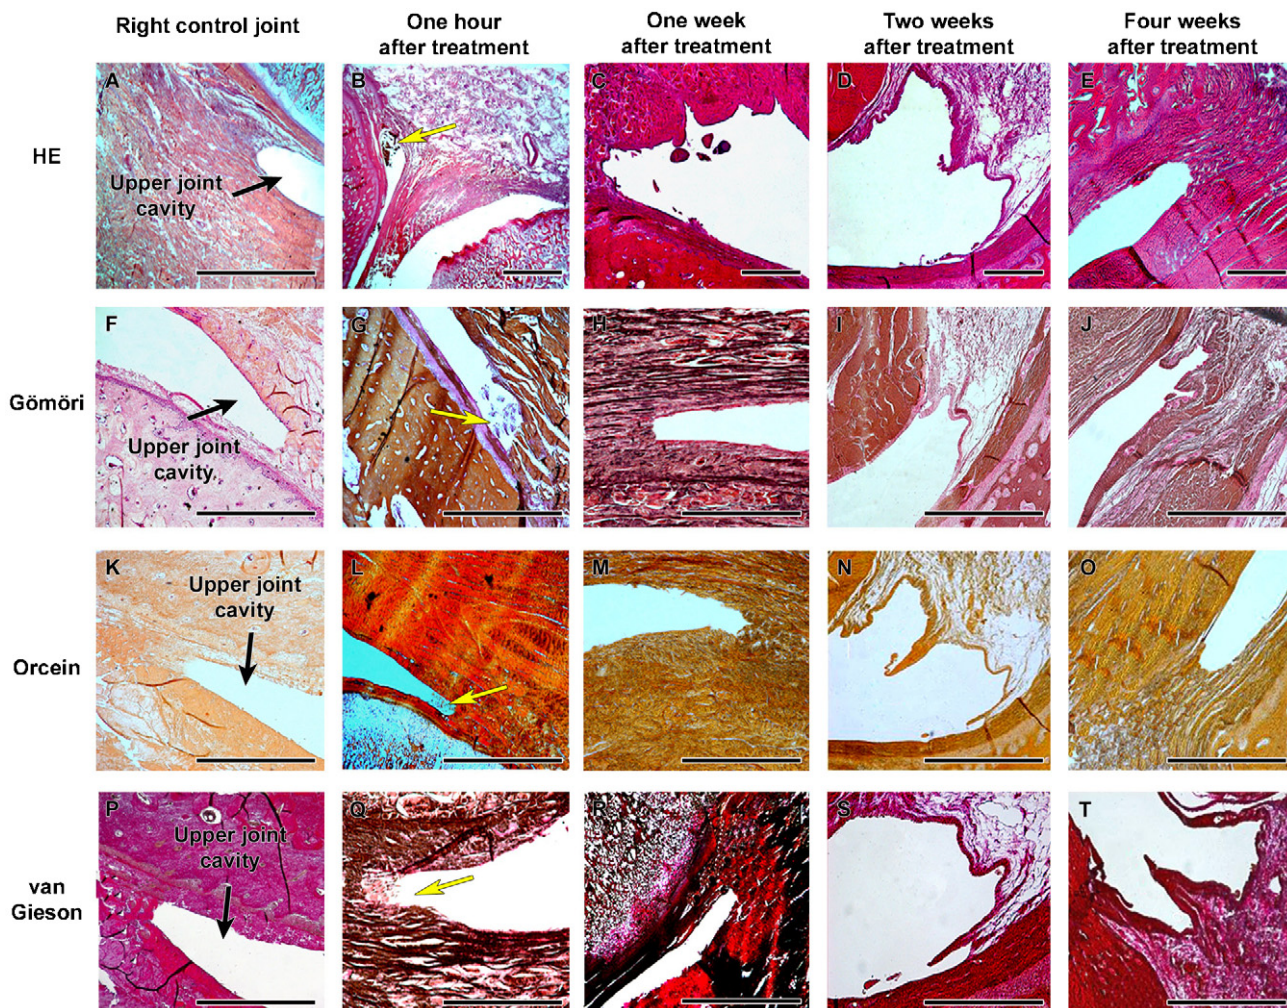 Right control joint
One hour
after treatment
One week
after treatment
Two weeks
after treatment
Four weeks
after treatment
HE
A
Upper joint
cavity
B
C
D
E
Gömöri
F
Upper joint
cavity
G
H
I
J
Orcein
K
Upper joint
cavity
L
M
N
O
van
Gieson
P
Upper joint
cavity
Q
R
S
T